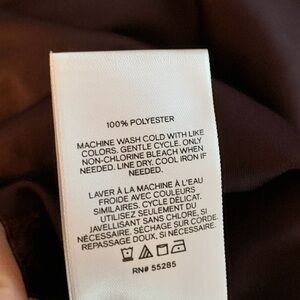 100% POLYESTER
MACHINE WASH COLD WITH LIKE
COLORS. GENTLE CYCLE. ONLY
NON-CHLORINE BLEACH WHEN
NEEDED. LINE DRY. COOL IRON IF
NEEDED.
LAVER À LA MACHINE À L'EAU
FROIDE AVEC COULEURS
SIMILAIRES. CYCLE DÉLICAT.
UTILISEZ SEULEMENT DU
JAVELLISANT SANS CHLORE, SI
NÉCESSAIRE. SÉCHAGE SUR CORDE.
REPASSAGE DOUX, SI NÉCESSAIRE.
RN# 55285